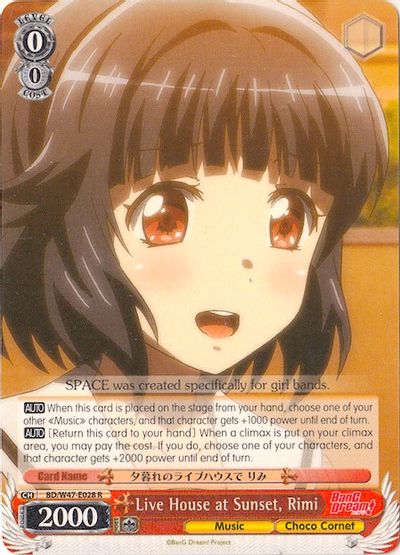 LEVEL
0
0
COST
SPACE was created specifically for girl bands.
AUTO When this card is placed on the stage from your hand, choose one of your
other «Music» characters, and that character gets +1000 power until end of turn.
AUTO [Return this card to your hand] When a climax is put on your climax
area, you may pay the cost. If you do, choose one of your characters, and
that character gets +2000 power until end of turn.
Card Name 夕暮れのライブハウスで りみ
CH BD/W47-E028 R
Live House at Sunset, Rimi
BanG Dream!
POWER
2000
Music
Choco Cornet
©BanG Dream! Project